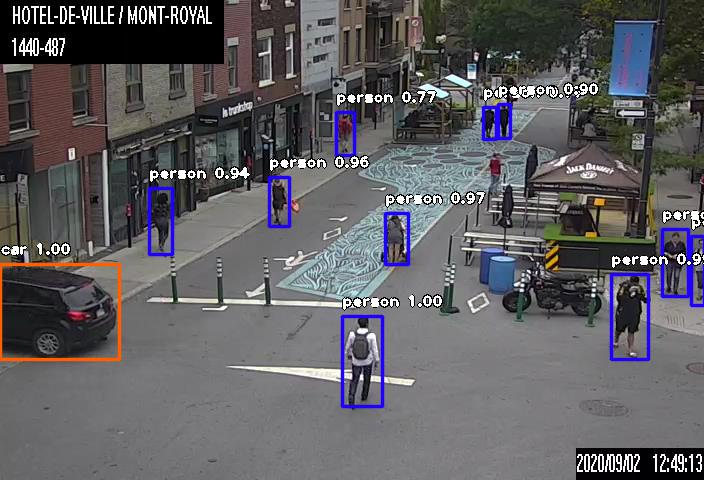 HOTEL-DE-VILLE / MONT-ROYAL
1440-487
person 0.90
person 0.77
person 0.96
person 0.94
person 0.97
car 1.00
person 1.00
JACK DANIEL'S
2020/09/02 12:49:13